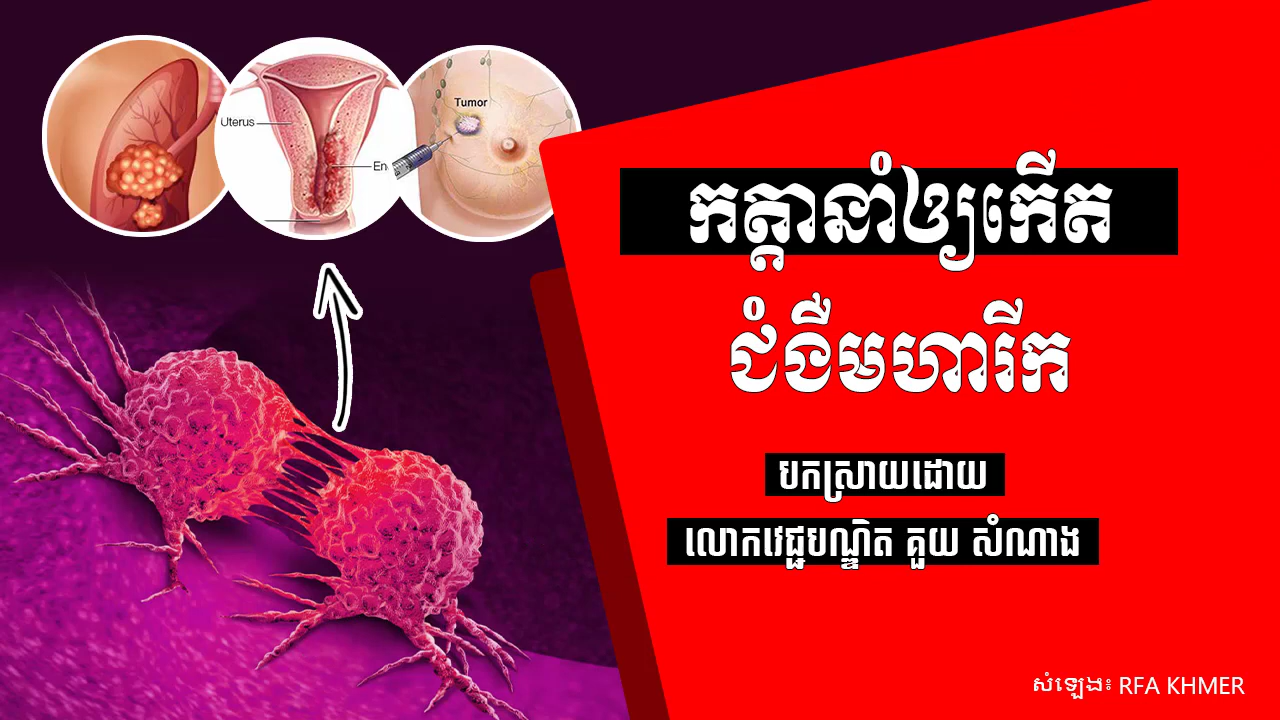 Tumor
Uterus
En
កត្តានាំឲ្យកើត
ជំងឺមហារីក
បកស្រាយដោយ
លោកវេជ្ជបណ្ឌិត គួយ សំណាង
សំឡេង៖ RFA KHMER